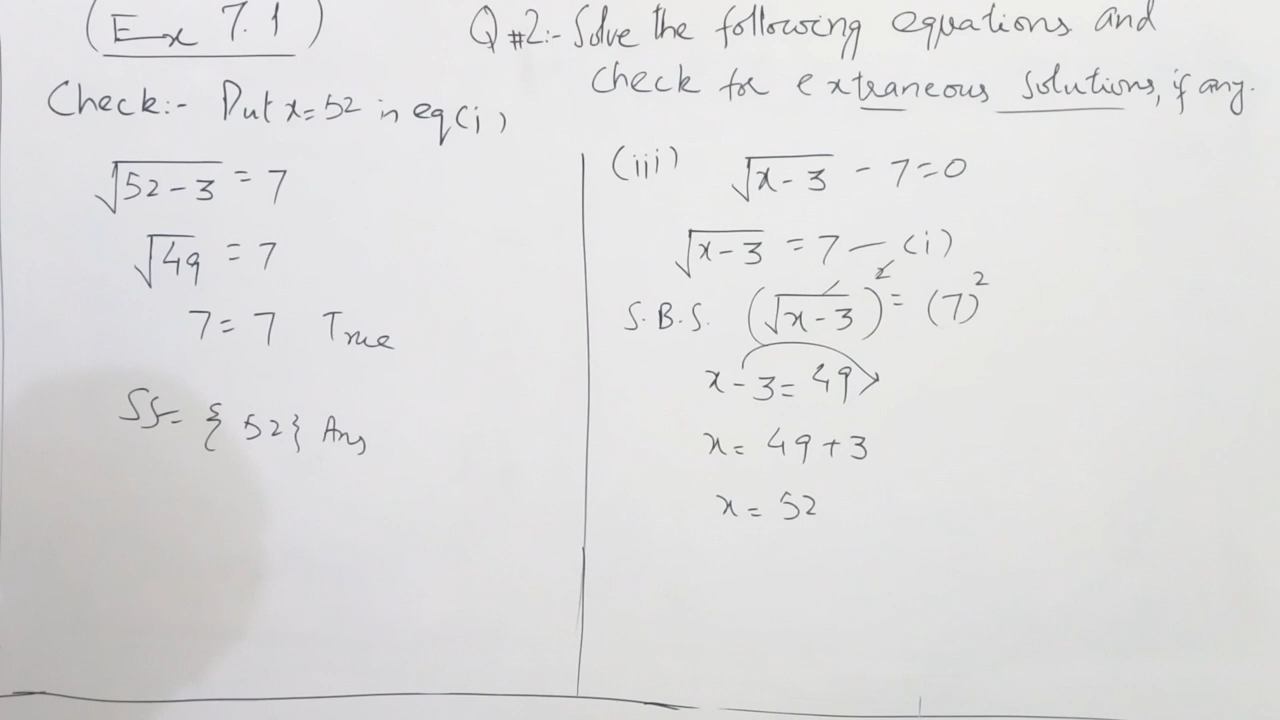 (Ex 7.1)
Q #2:- Solve the following equations and
check for extraneous solutions, if any.
Check:- Put x=52 in eq(i)
√52-3 = 7
√49 = 7
7 = 7 True
SS= {52} Ans
(iii) √x-3 - 7=0
√x-3 = 7 — (i)
S.B.S. (√x-3)² = (7)²
x-3 = 49
x = 49+3
x = 52